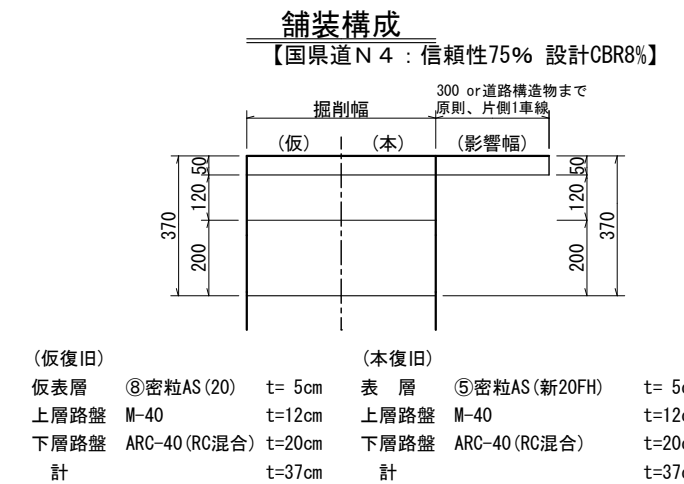 舗装構成
【国県道Ｎ４：信頼性75% 設計CBR8%】
300 or道路構造物まで
原則、片側1車線
掘削幅
(仮) (本) (影響幅)
50 50
120 120
370 370
200 200
(仮復旧) (本復旧)
仮表層 ⑧密粒AS(20) t= 5cm 表 層 ⑤密粒AS(新20FH) t= 5c
上層路盤 M-40 t=12cm 上層路盤 M-40 t=12c
下層路盤 ARC-40(RC混合) t=20cm 下層路盤 ARC-40(RC混合) t=20c
計 t=37cm 計 t=37c